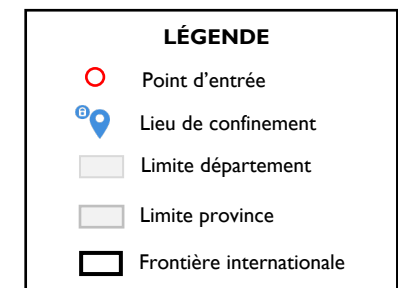 LÉGENDE
Point d'entrée
Lieu de confinement
Limite département
Limite province
Frontière internationale